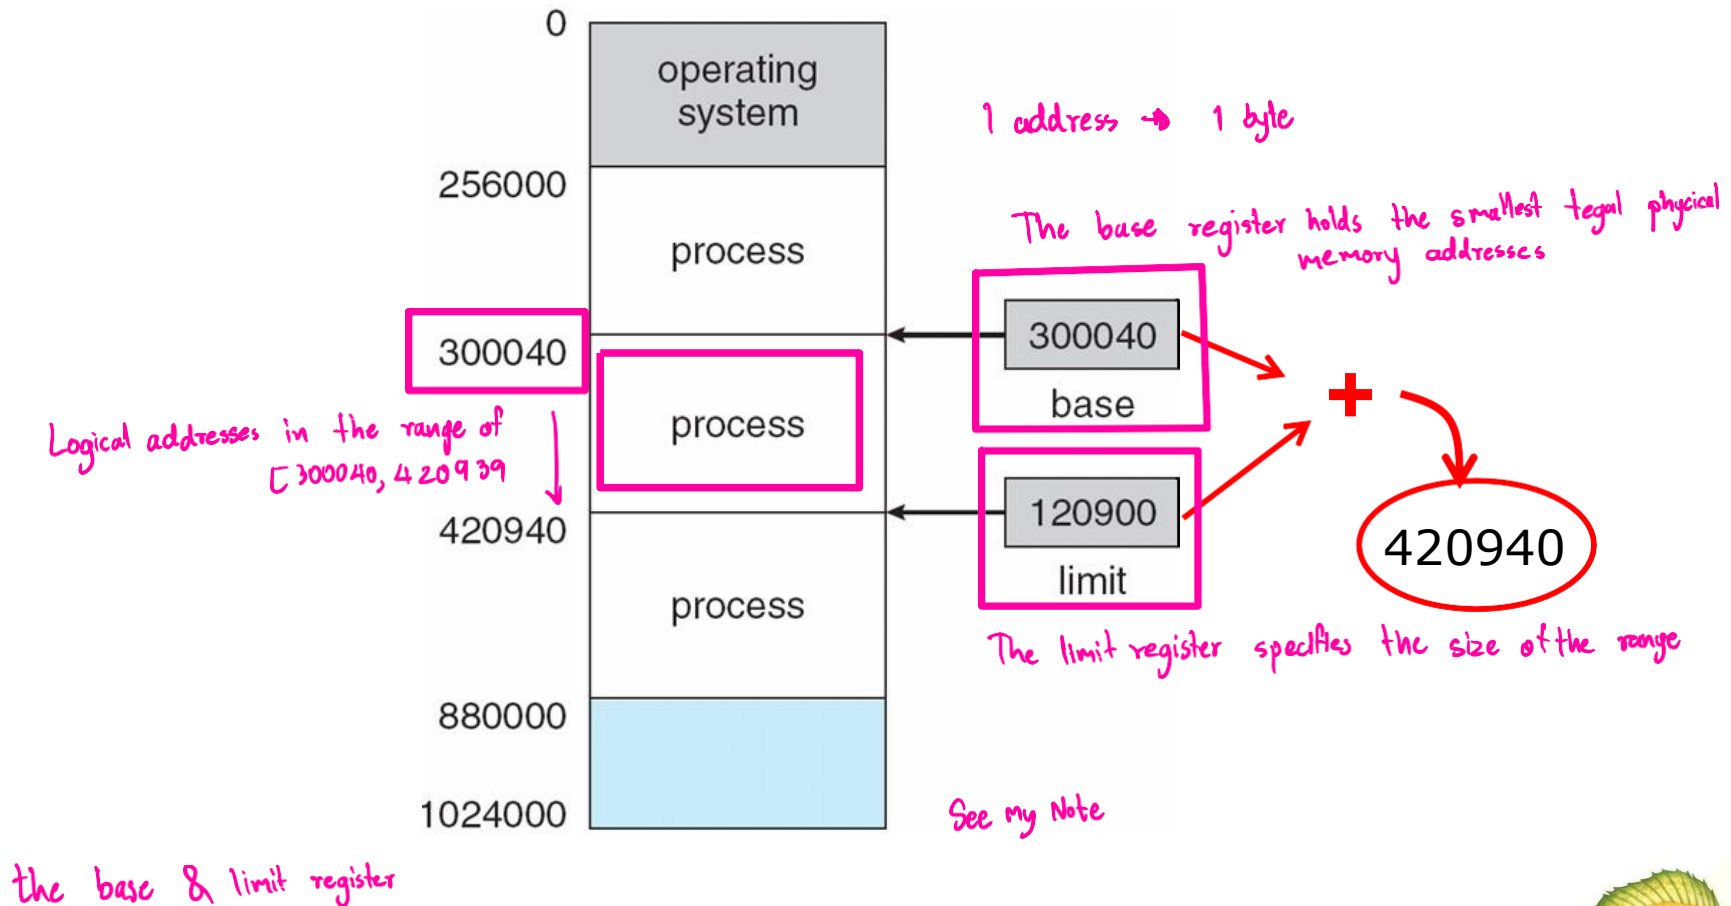 0
operating
system
1 address → 1 byte
256000
The base register holds the smallest legal phycical
memory addresses
process
300040
300040
base
+
Logical addresses in the range of
[300040, 420939
process
420940
120900
limit
420940
process
The limit register specifies the size of the range
880000
1024000
See my Note
the base & limit register